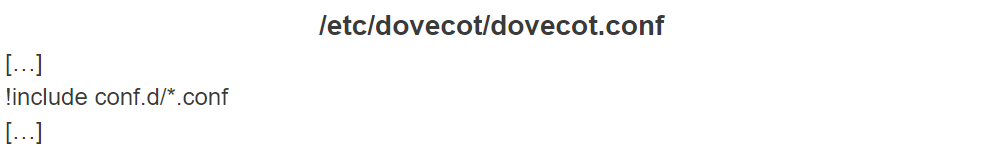 /etc/dovecot/dovecot.conf
[…]
!include conf.d/*.conf
[…]